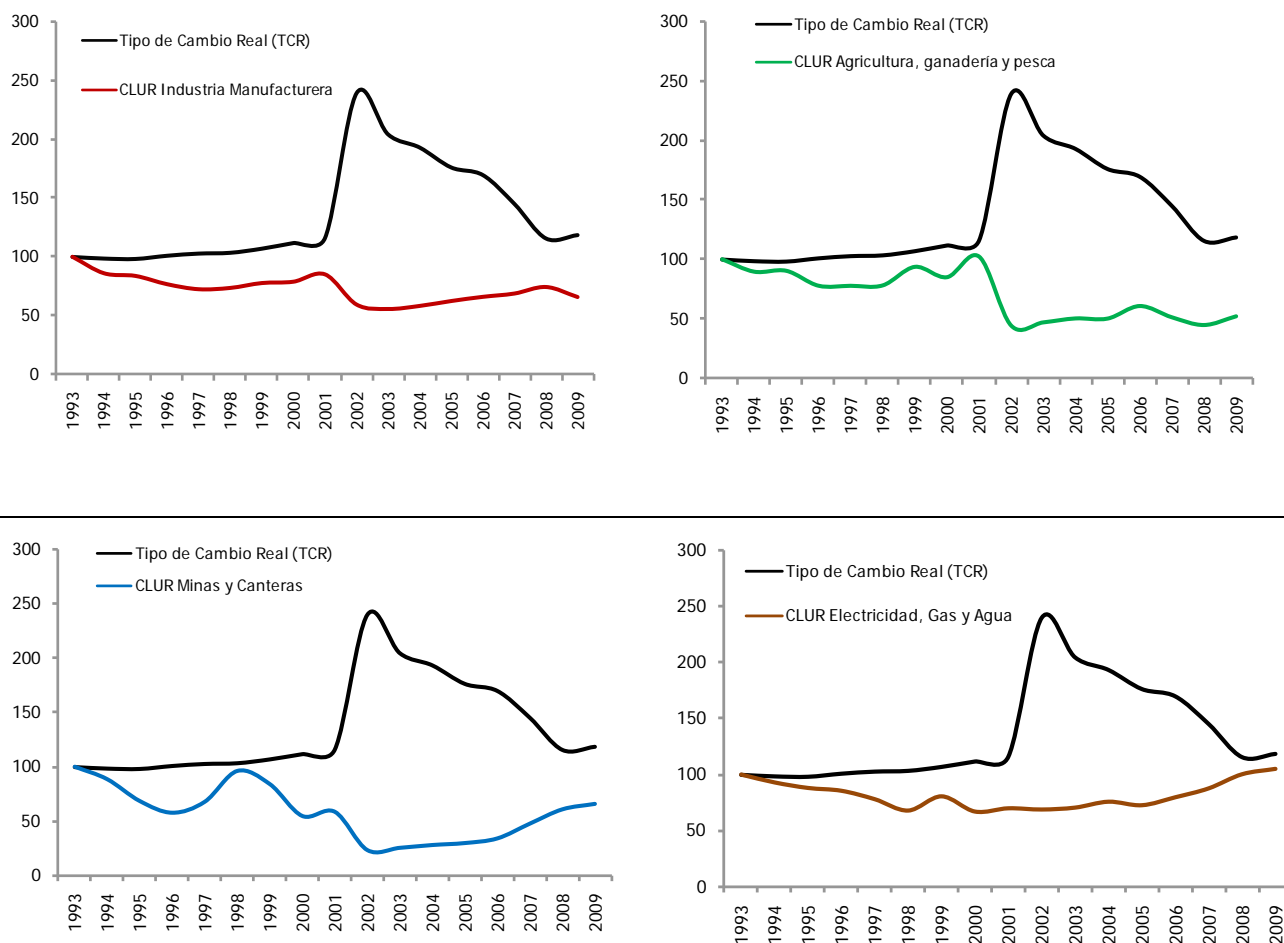 300
250
200
150
100
50
0
Tipo de Cambio Real (TCR)
CLUR Industria Manufacturera
1993 1994 1995 1996 1997 1998 1999 2000 2001 2002 2003 2004 2005 2006 2007 2008 2009
300
250
200
150
100
50
0
Tipo de Cambio Real (TCR)
CLUR Agricultura, ganadería y pesca
1993 1994 1995 1996 1997 1998 1999 2000 2001 2002 2003 2004 2005 2006 2007 2008 2009
300
250
200
150
100
50
0
Tipo de Cambio Real (TCR)
CLUR Minas y Canteras
1993 1994 1995 1996 1997 1998 1999 2000 2001 2002 2003 2004 2005 2006 2007 2008 2009
300
250
200
150
100
50
0
Tipo de Cambio Real (TCR)
CLUR Electricidad, Gas y Agua
1993 1994 1995 1996 1997 1998 1999 2000 2001 2002 2003 2004 2005 2006 2007 2008 2009